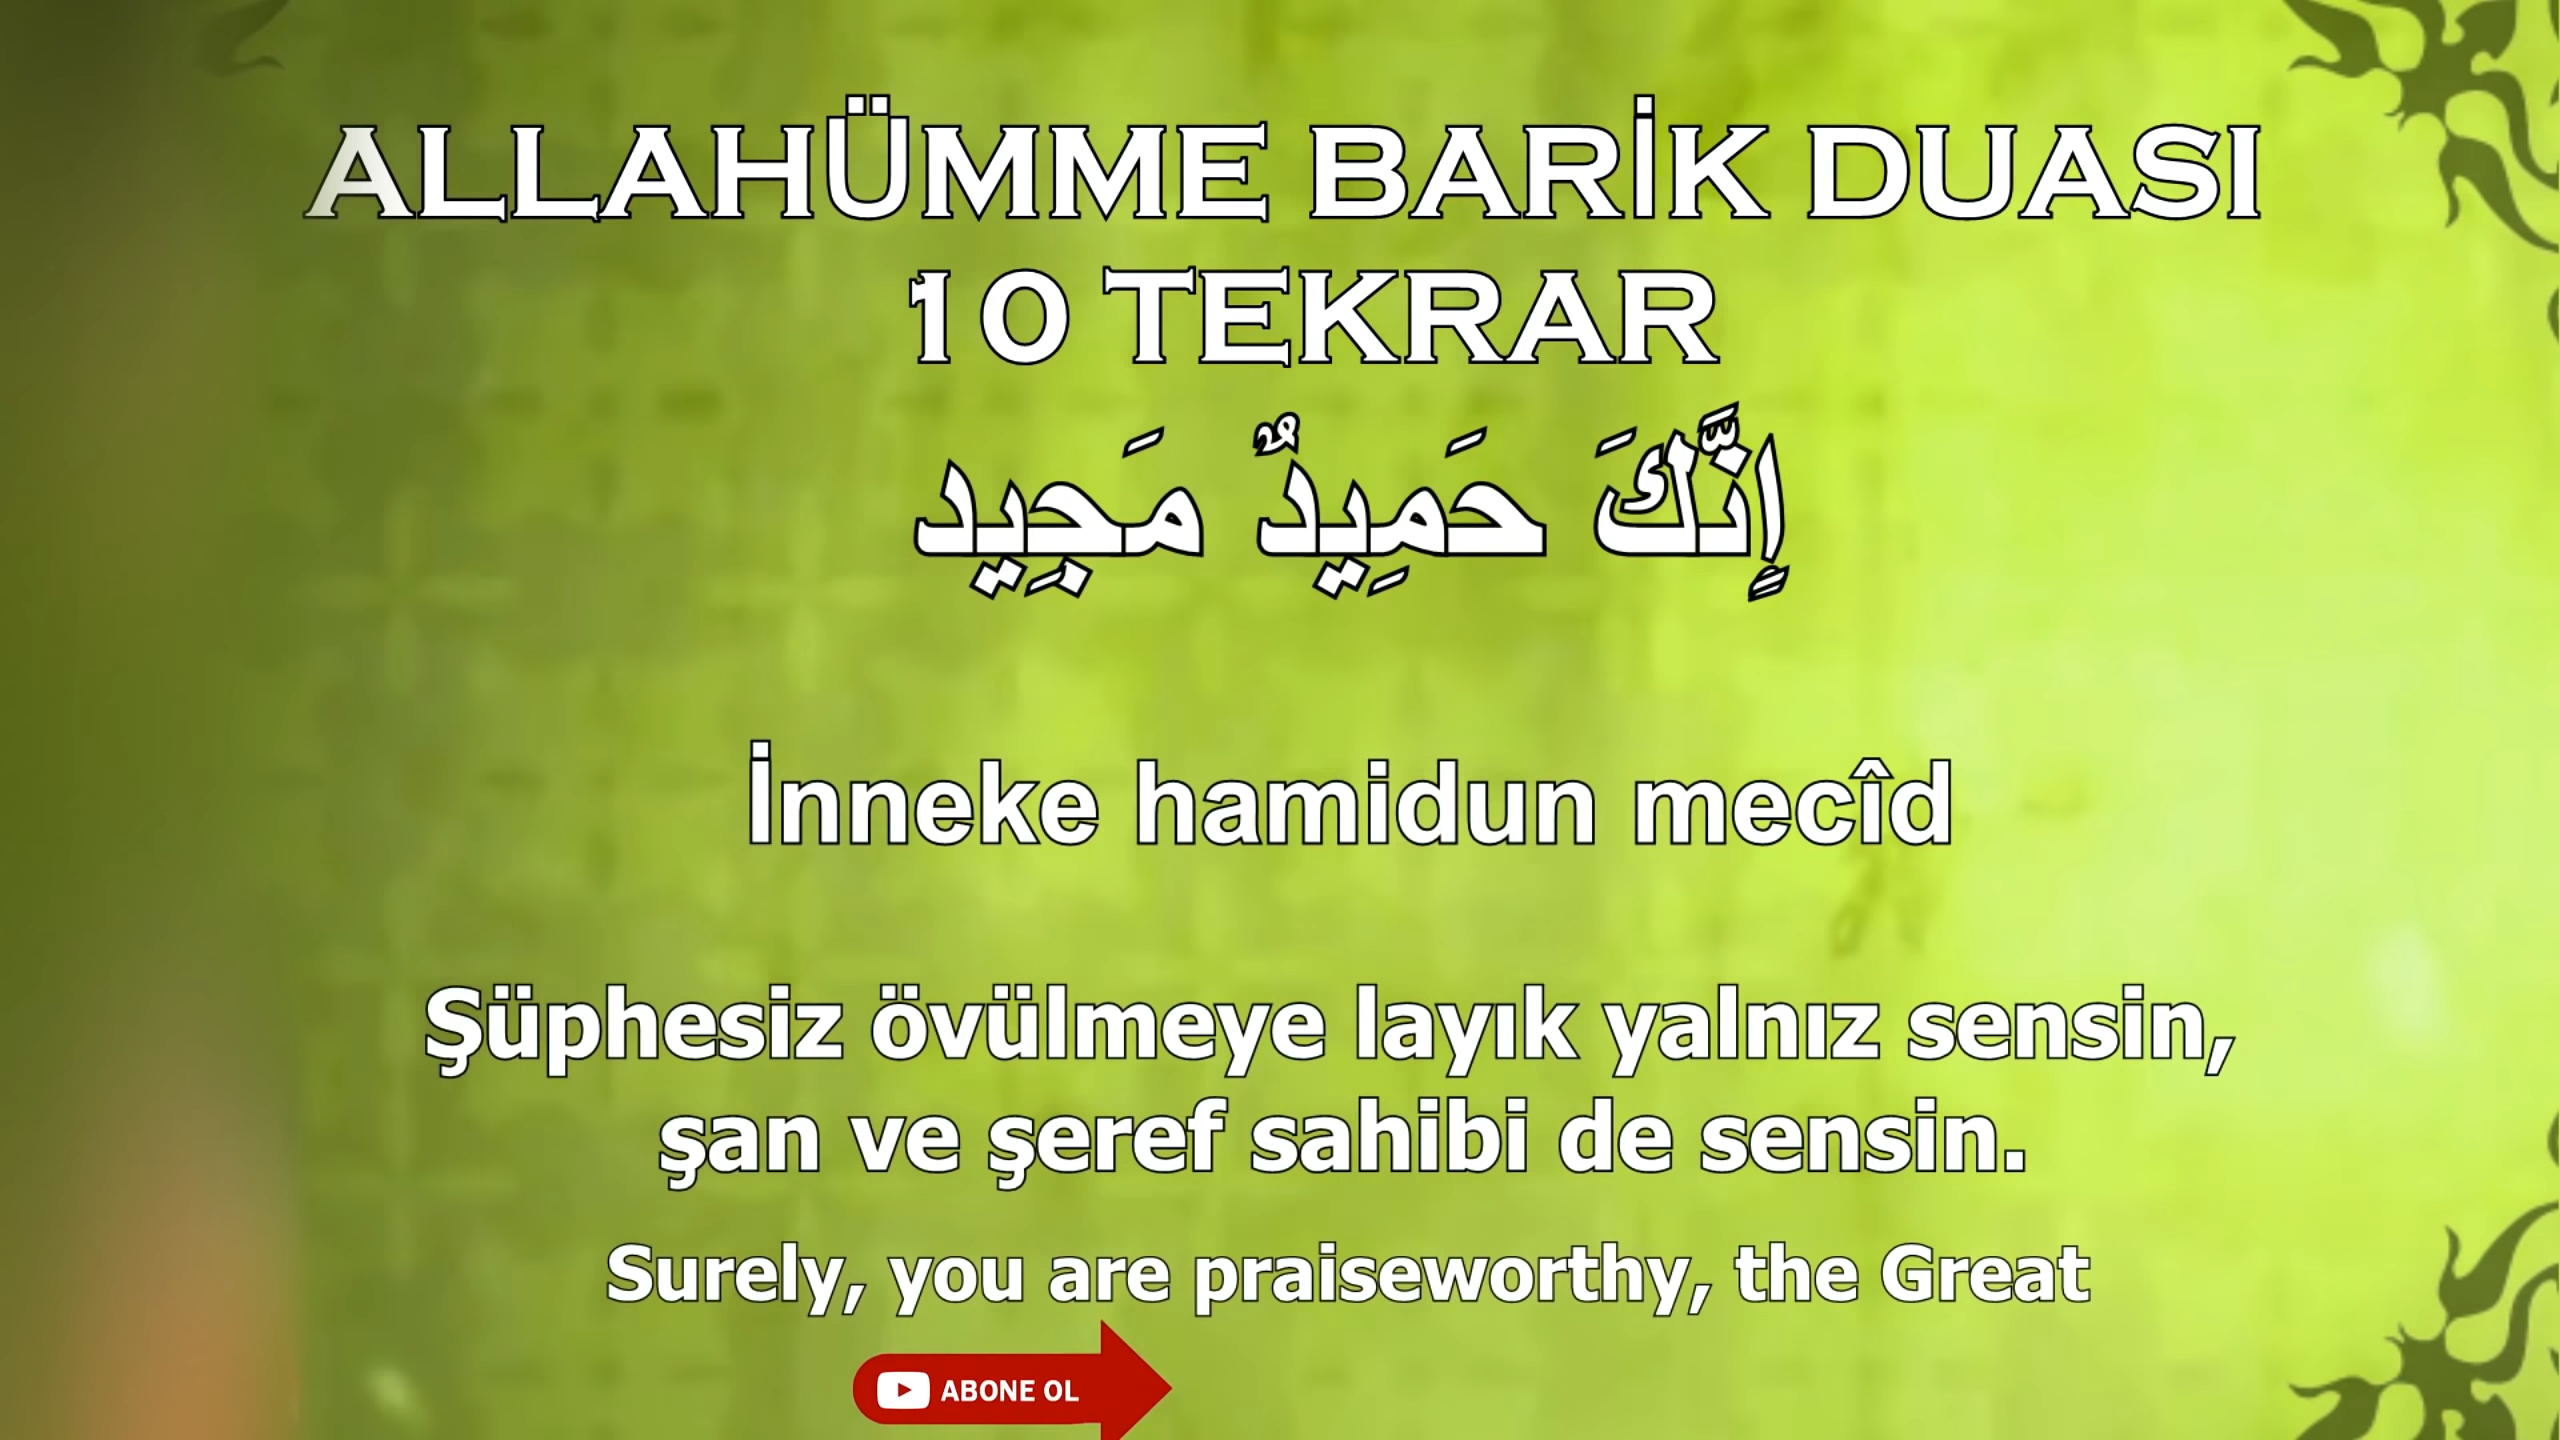 ALLAHÜMME BARİK DUASI
10 TEKRAR
اِنَّكَ حَمِيدٌ مَجِيد
İnneke hamidun mecîd
Şüphesiz övülmeye layık yalnız sensin,
şan ve şeref sahibi de sensin.
Surely, you are praiseworthy, the Great
ABONE OL